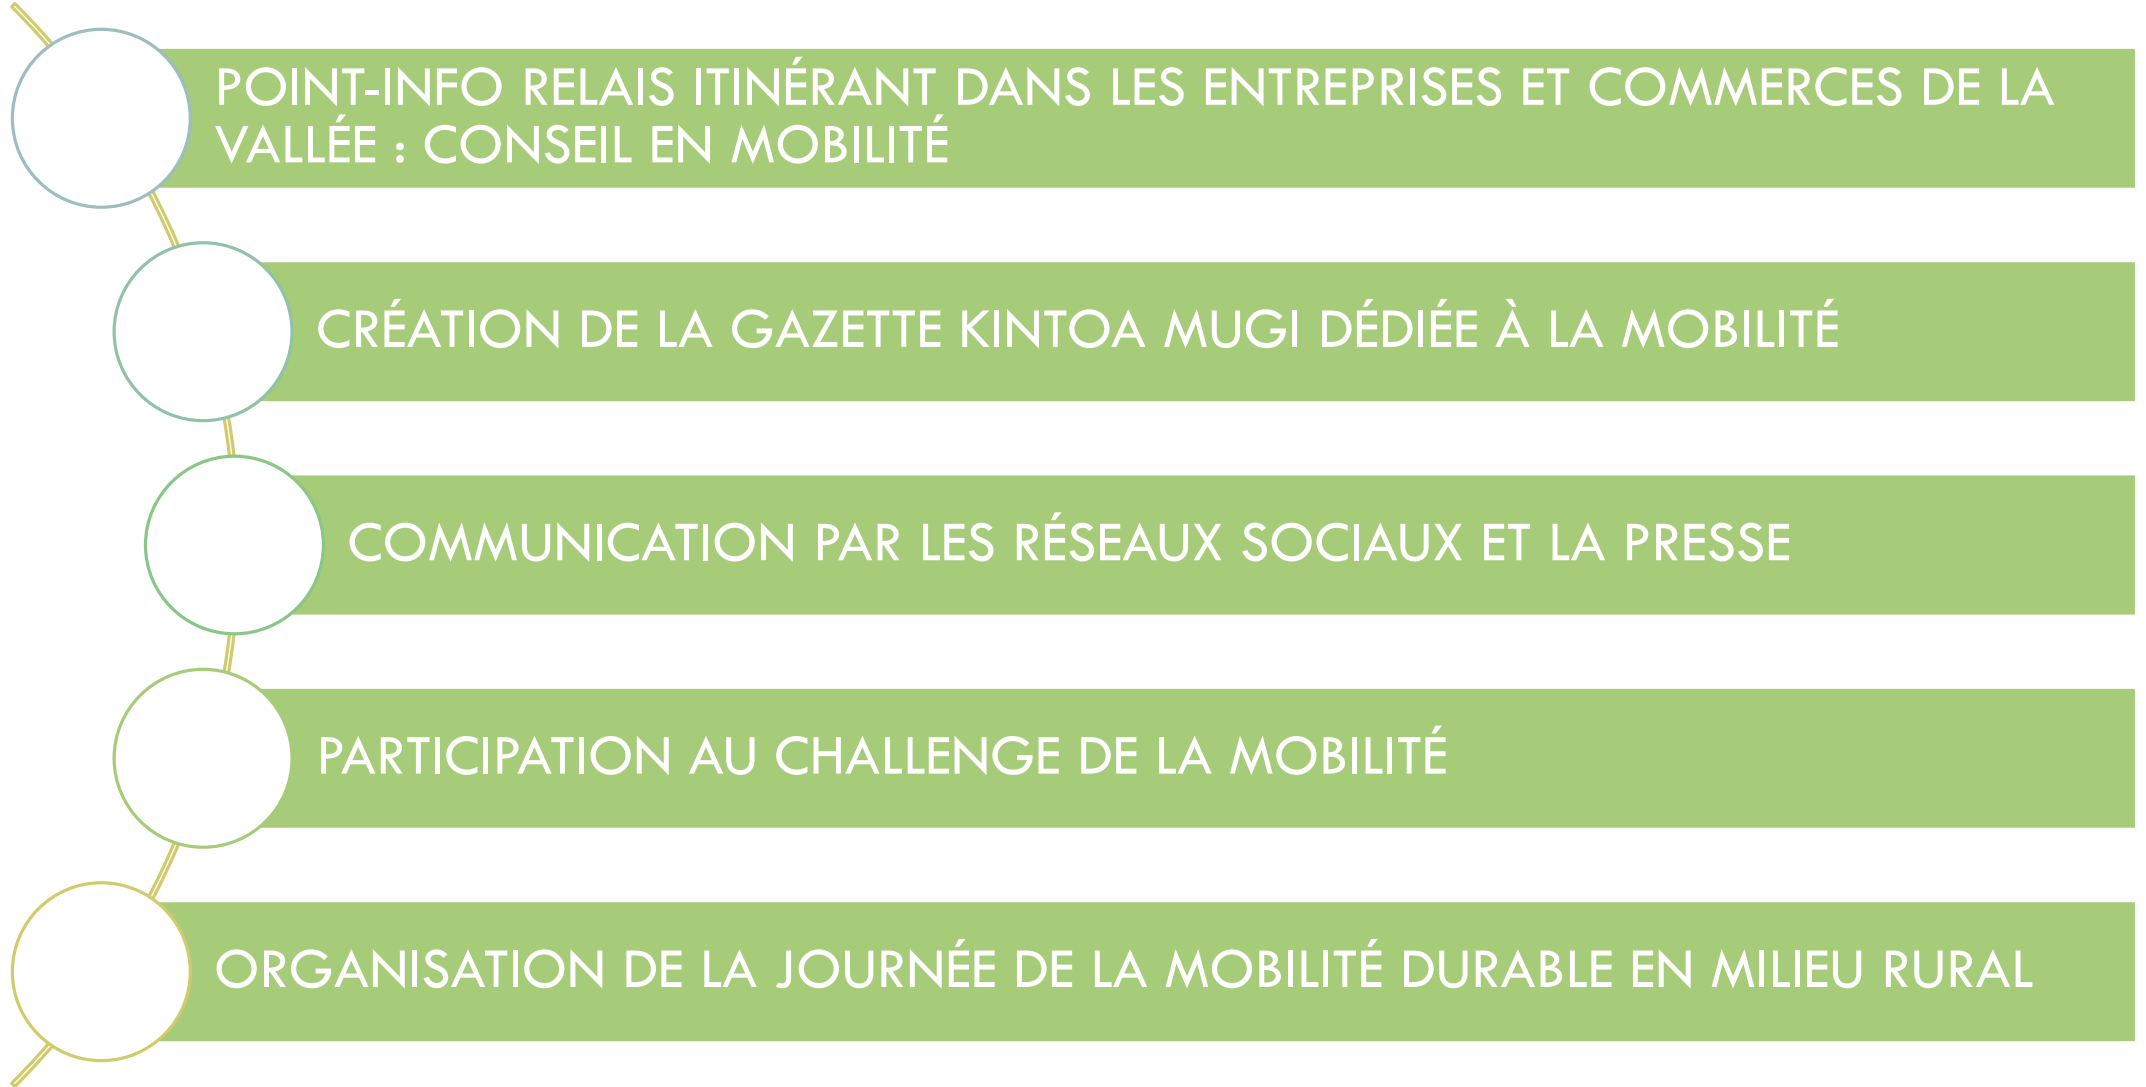 POINT-INFO RELAIS ITINÉRANT DANS LES ENTREPRISES ET COMMERCES DE LA
VALLÉE : CONSEIL EN MOBILITÉ
CRÉATION DE LA GAZETTE KINTOA MUGI DÉDIÉE À LA MOBILITÉ
COMMUNICATION PAR LES RÉSEAUX SOCIAUX ET LA PRESSE
PARTICIPATION AU CHALLENGE DE LA MOBILITÉ
ORGANISATION DE LA JOURNÉE DE LA MOBILITÉ DURABLE EN MILIEU RURAL